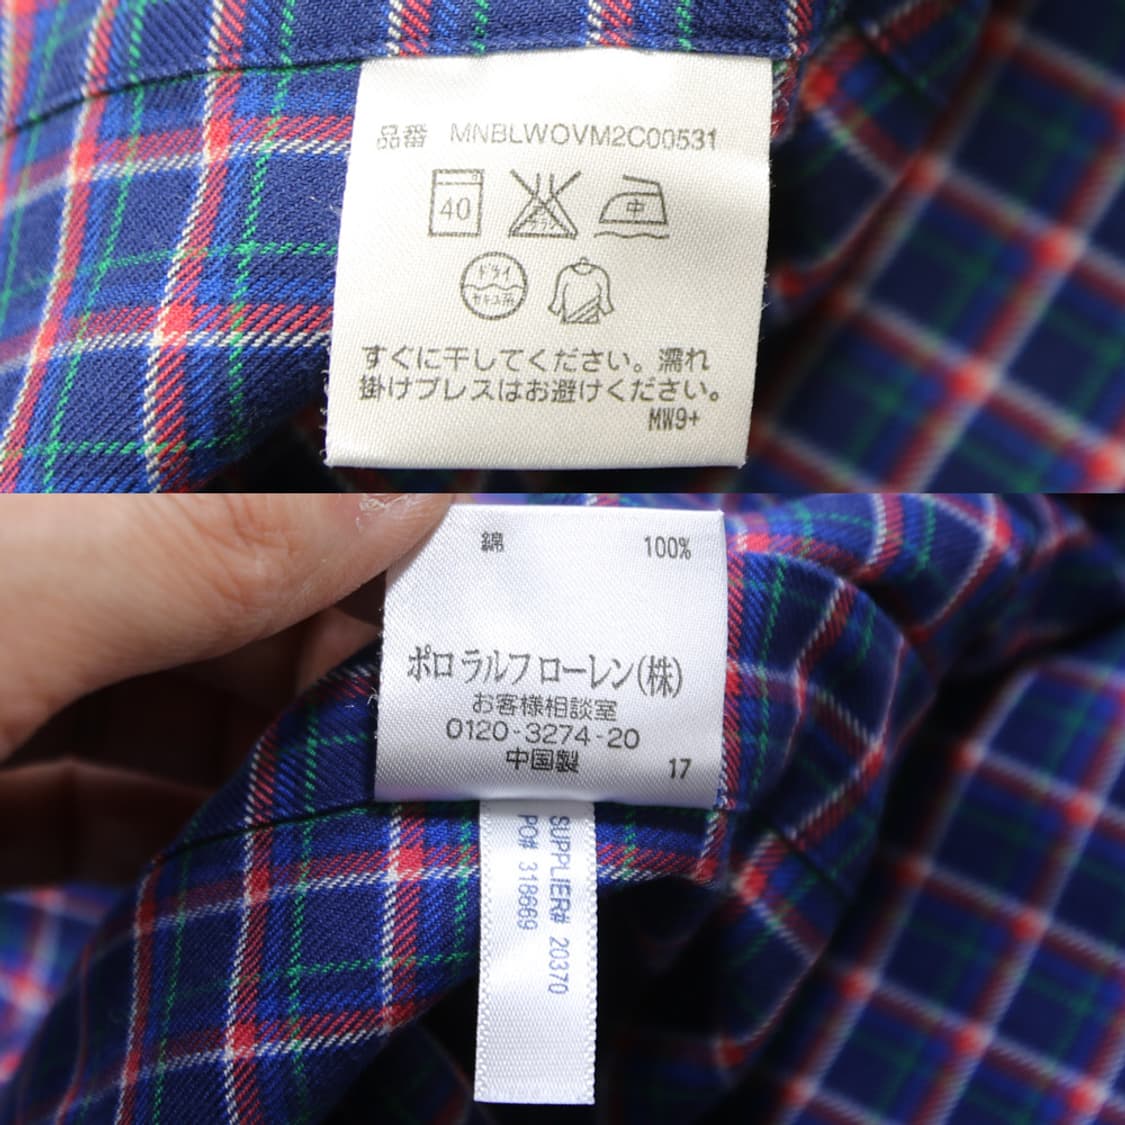 品番 MNBLWOVM2C00531
40
中
ドライ
セキユ系
すぐに干してください。濡れ
掛けプレスはお避けください。
MW9+
綿 100%
ポロ ラルフ ローレン(株)
お客様相談室
0120-3274-20
中国製 17
SUPPLIER# 20370
PO# 318669